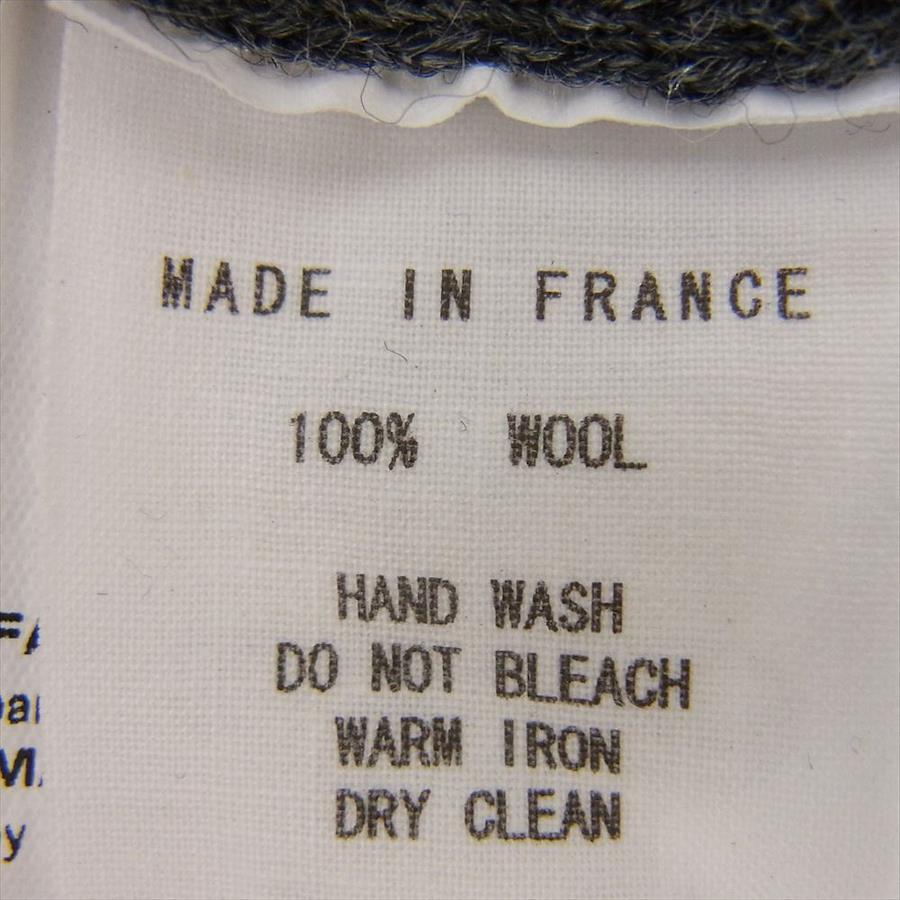 MADE IN FRANCE
100% WOOL
HAND WASH
DO NOT BLEACH
WARM IRON
DRY CLEAN